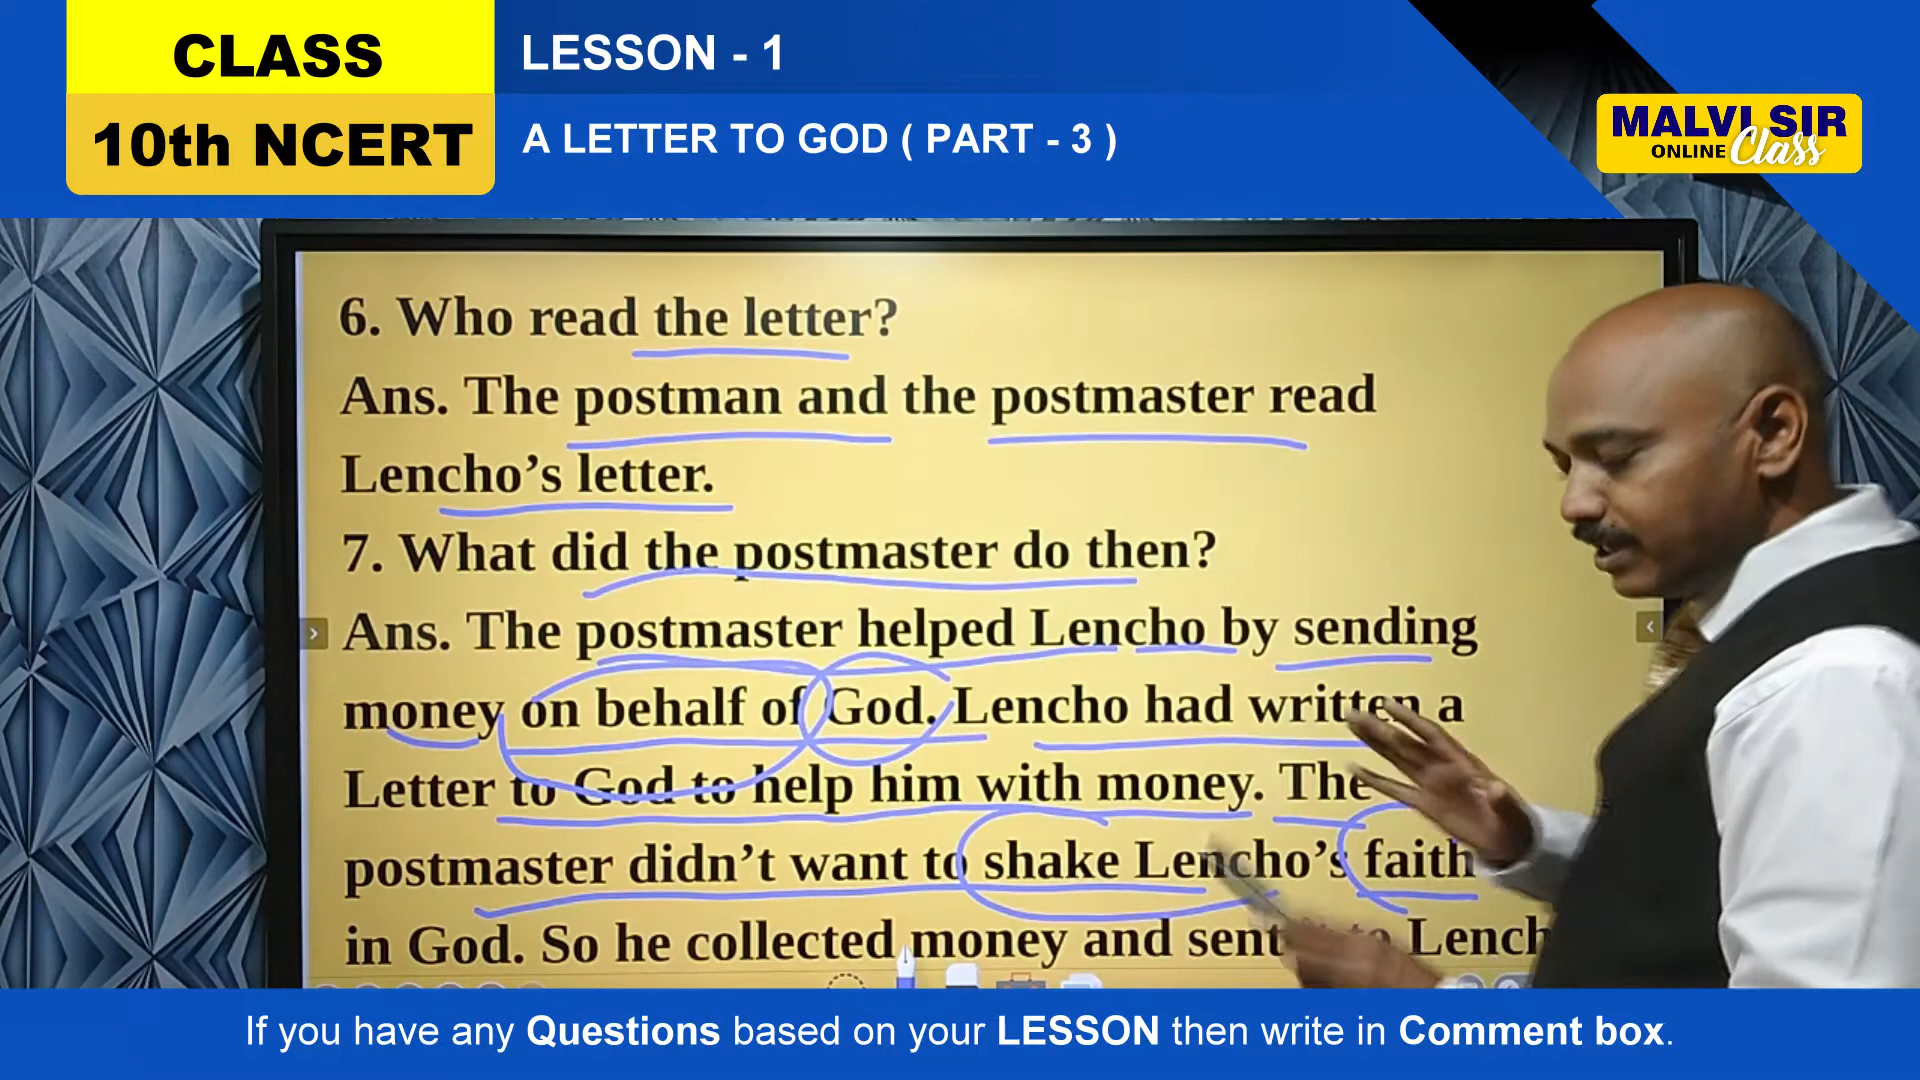 CLASS
10th NCERT
LESSON - 1
A LETTER TO GOD ( PART - 3 )
MALVI SIR
ONLINE Class
6. Who read the letter?
Ans. The postman and the postmaster read
Lencho’s letter.
7. What did the postmaster do then?
Ans. The postmaster helped Lencho by sending
money on behalf of God. Lencho had written a
Letter to God to help him with money. The
postmaster didn’t want to shake Lencho’s faith
in God. So he collected money and sent to Lench
If you have any Questions based on your LESSON then write in Comment box.